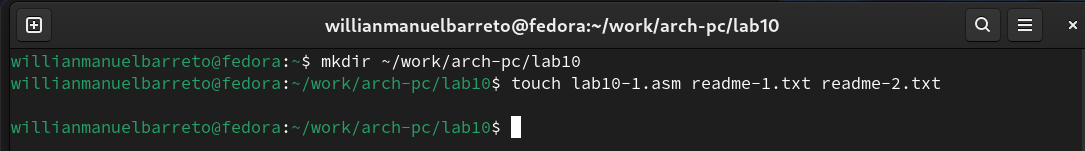 willianmanuelbarreto@fedora:~/work/arch-pc/lab10
willianmanuelbarreto@fedora:~$ mkdir ~/work/arch-pc/lab10
willianmanuelbarreto@fedora:~/work/arch-pc/lab10$ touch lab10-1.asm readme-1.txt readme-2.txt
willianmanuelbarreto@fedora:~/work/arch-pc/lab10$